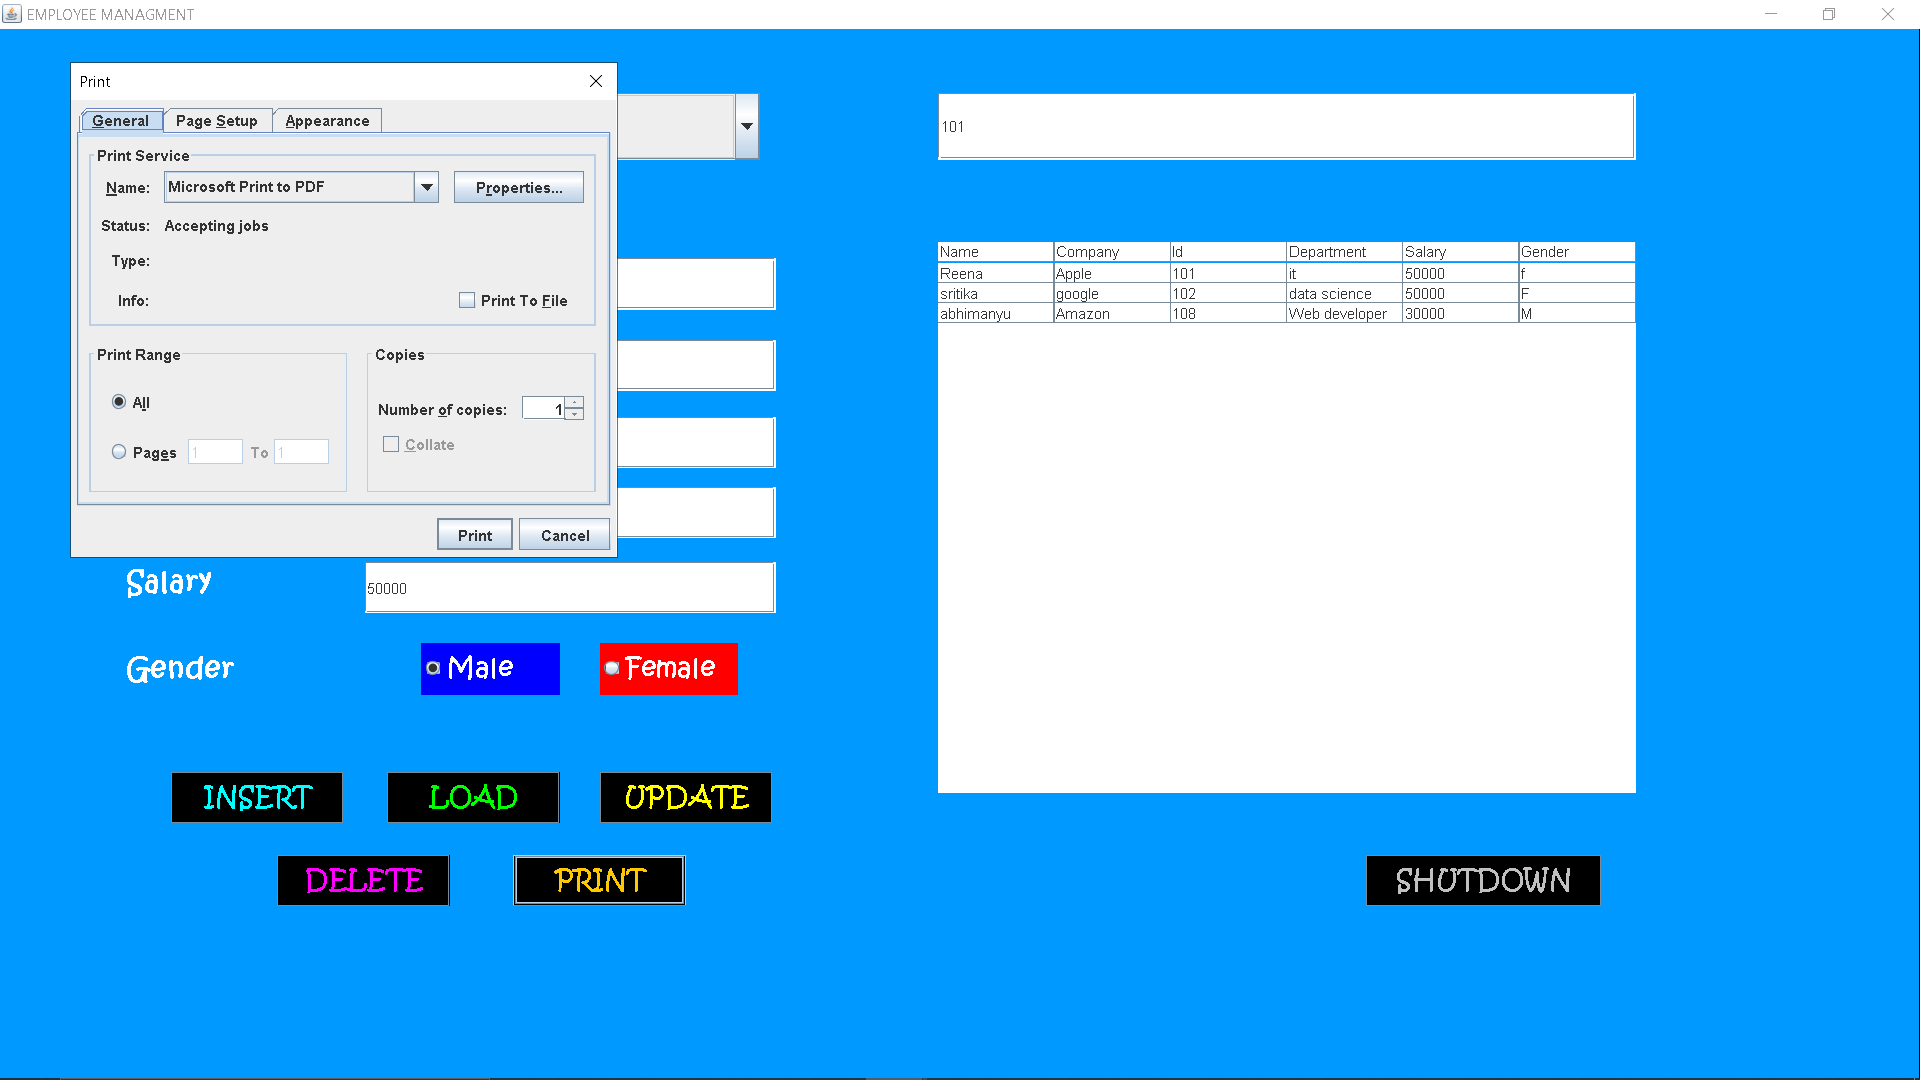 EMPLOYEE MANAGMENT
Print
General Page Setup Appearance
Print Service
Name: Microsoft Print to PDF Properties...
Status: Accepting jobs
Type:
Info: Print To File
Print Range
All
Pages 1 To 1
Copies
Number of copies: 1
Collate
Print Cancel
Salary 50000
Gender Male Female
INSERT LOAD UPDATE
DELETE PRINT
101
Name Company Id Department Salary Gender
Reena Apple 101 it 50000 f
sritika google 102 data science 50000 F
abhimanyu Amazon 108 Web developer 30000 M
SHUTDOWN